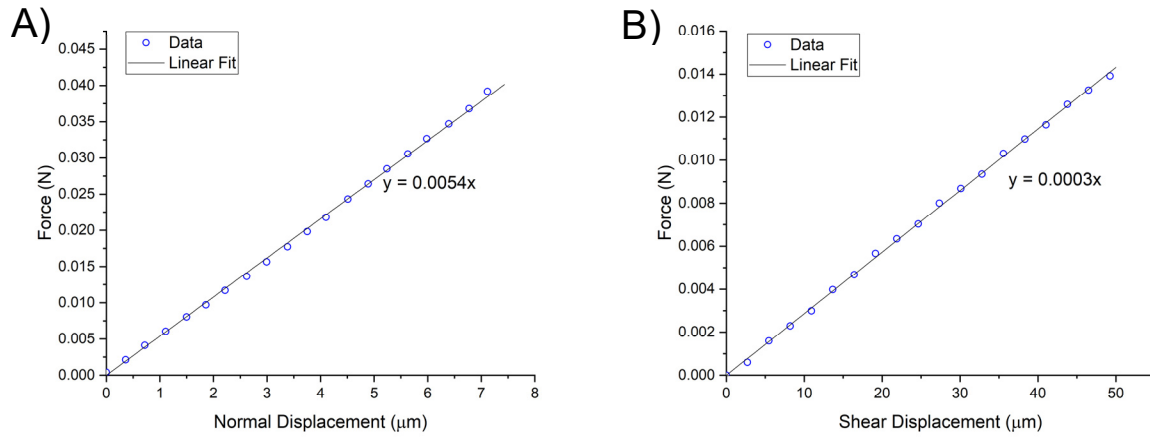 A)
Data
Linear Fit
0.045
0.040
0.035
0.030
0.025
0.020
0.015
0.010
0.005
0.000
Force (N)
y = 0.0054x
0 1 2 3 4 5 6 7 8
Normal Displacement (μm)
B)
Data
Linear Fit
0.016
0.014
0.012
0.010
0.008
0.006
0.004
0.002
0.000
Force (N)
y = 0.0003x
0 10 20 30 40 50
Shear Displacement (μm)